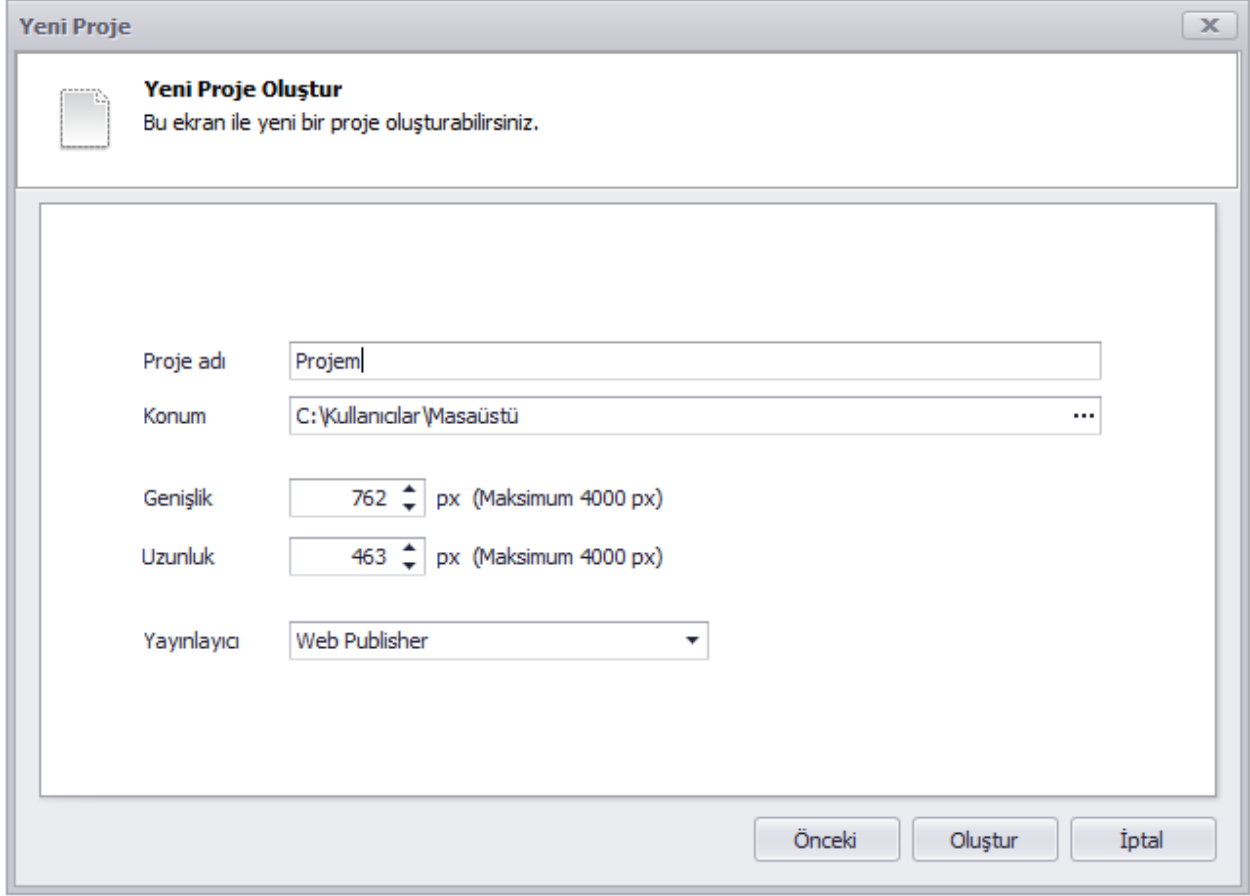 Yeni Proje
Yeni Proje Oluştur
Bu ekran ile yeni bir proje oluşturabilirsiniz.
Proje adı Projem
Konum C:\Kullanıcılar\Masaüstü ...
Genişlik 762 px (Maksimum 4000 px)
Uzunluk 463 px (Maksimum 4000 px)
Yayınlayıcı Web Publisher
Önceki Oluştur İptal